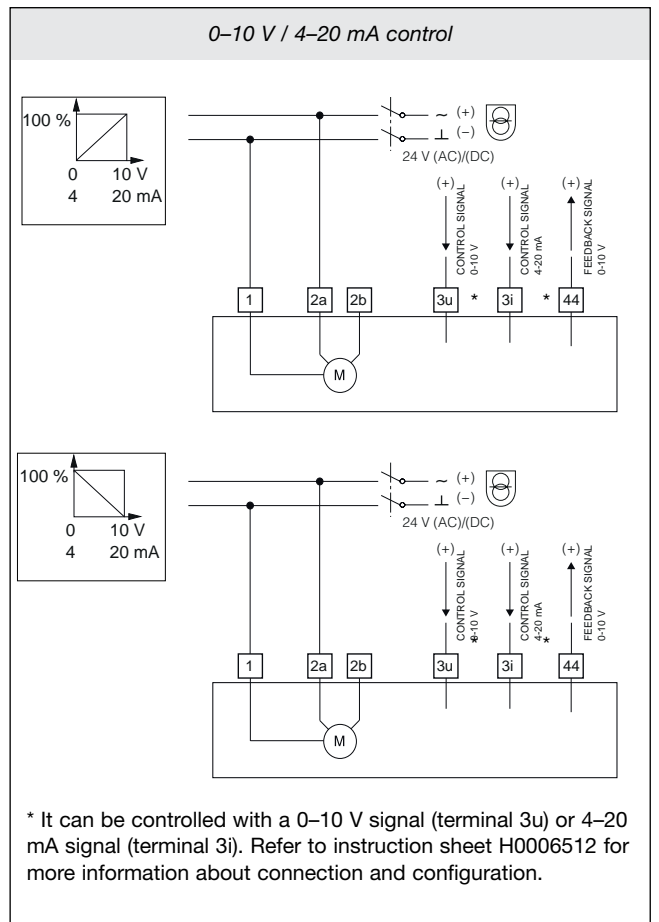 0–10 V / 4–20 mA control
100 %
0 10 V
4 20 mA
~ (+)
⊥ (−)
24 V (AC)/(DC)
(+) (+) (+)
CONTROL SIGNAL
0-10 V
CONTROL SIGNAL
4-20 mA
FEEDBACK SIGNAL
0-10 V
1 2a 2b 3u * 3i * 44
M
100 %
0 10 V
4 20 mA
~ (+)
⊥ (−)
24 V (AC)/(DC)
(+) (+) (+)
CONTROL SIGNAL
0-10 V
*
CONTROL SIGNAL
4-20 mA
*
FEEDBACK SIGNAL
0-10 V
1 2a 2b 3u 3i 44
M
* It can be controlled with a 0–10 V signal (terminal 3u) or 4–20
mA signal (terminal 3i). Refer to instruction sheet H0006512 for
more information about connection and configuration.